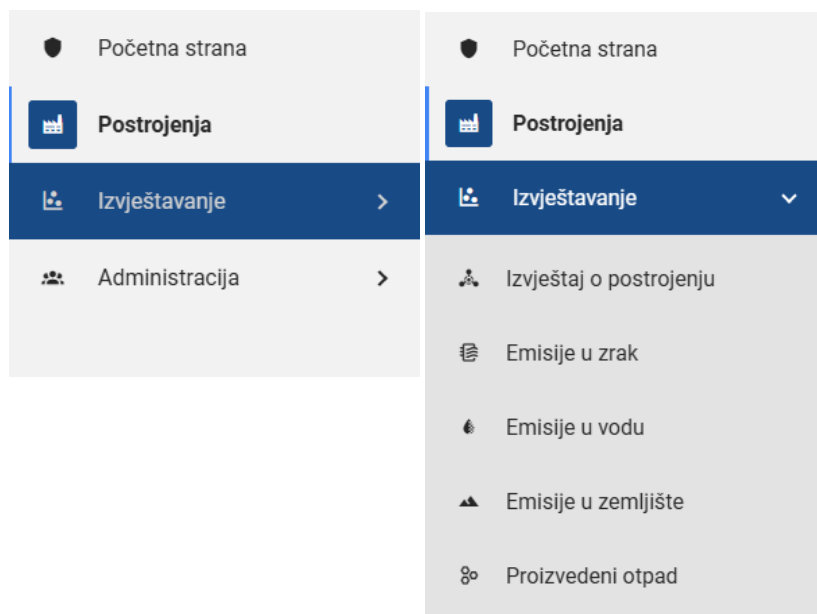 Početna strana
Postrojenja
Izvještavanje
Administracija
Početna strana
Postrojenja
Izvještavanje
Izvještaj o postrojenju
Emisije u zrak
Emisije u vodu
Emisije u zemljište
Proizvedeni otpad